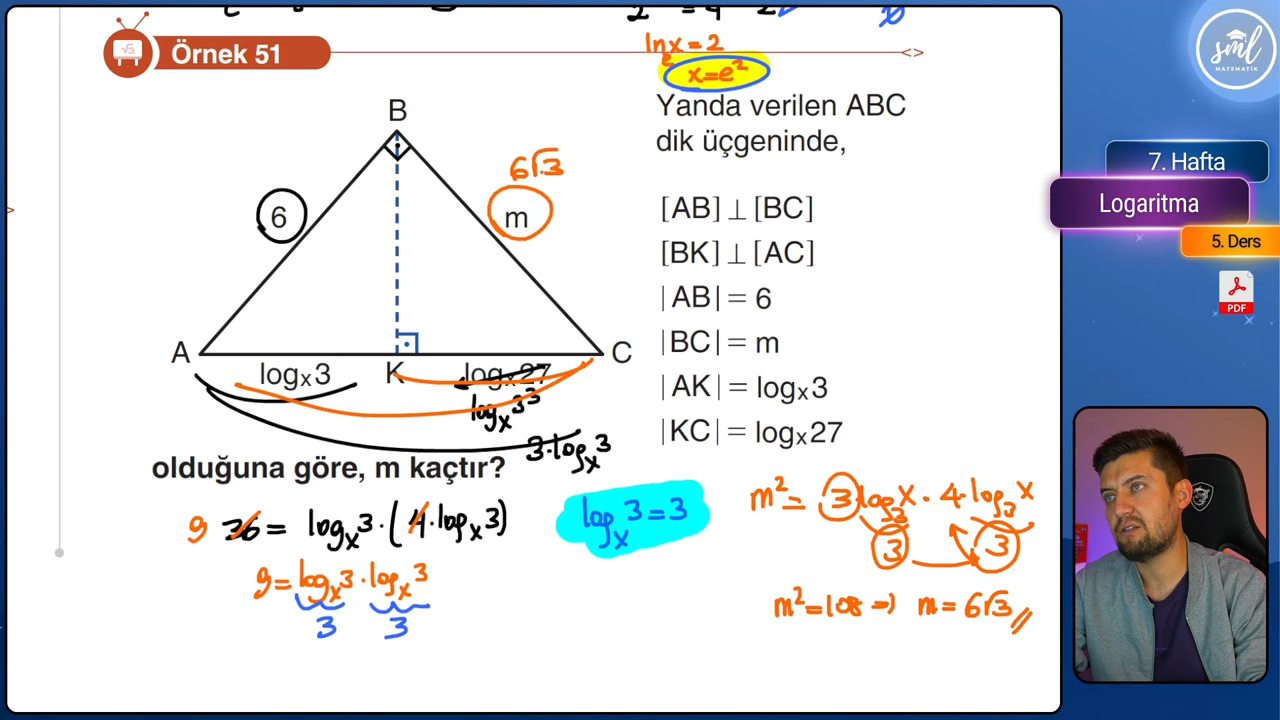 lnx = 2
e
x = e²
Örnek 51
Yanda verilen ABC
dik üçgeninde,
[AB] ⊥ [BC]
[BK] ⊥ [AC]
|AB| = 6
|BC| = m
|AK| = logₓ3
|KC| = logₓ27
B
6√3
6
m
A
logₓ3
K
logₓ27
C
logₓ3³
3·logₓ3
olduğuna göre, m kaçtır?
9 36 = logₓ3 · (4·logₓ3)
9 = logₓ3 · logₓ3
3 3
logₓ3 = 3
m² = 3 log₃x · 4·log₃x
3 3
m² = 108 ⇒ m = 6√3 //
sml
MATEMATİK
7. Hafta
Logaritma
5. Ders
PDF